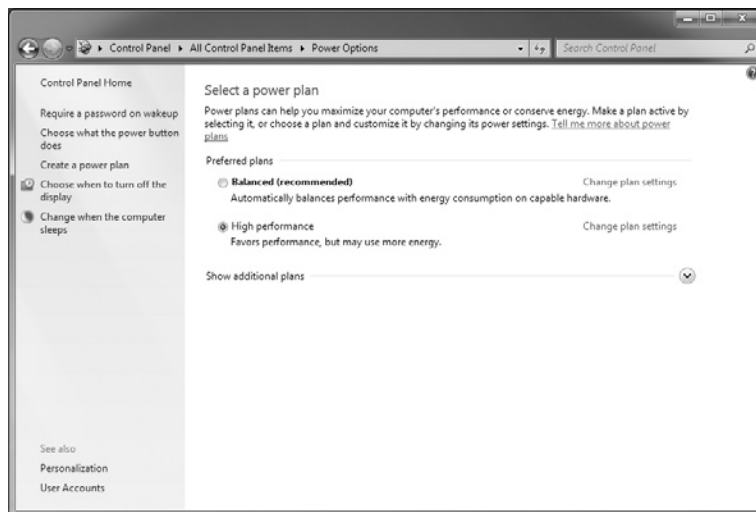 Control Panel ▸ All Control Panel Items ▸ Power Options
Search Control Panel
Control Panel Home
Require a password on wakeup
Choose what the power button
does
Create a power plan
Choose when to turn off the
display
Change when the computer
sleeps
See also
Personalization
User Accounts
Select a power plan
Power plans can help you maximize your computer's performance or conserve energy. Make a plan active by
selecting it, or choose a plan and customize it by changing its power settings. Tell me more about power
plans
Preferred plans
Balanced (recommended) Change plan settings
Automatically balances performance with energy consumption on capable hardware.
High performance Change plan settings
Favors performance, but may use more energy.
Show additional plans